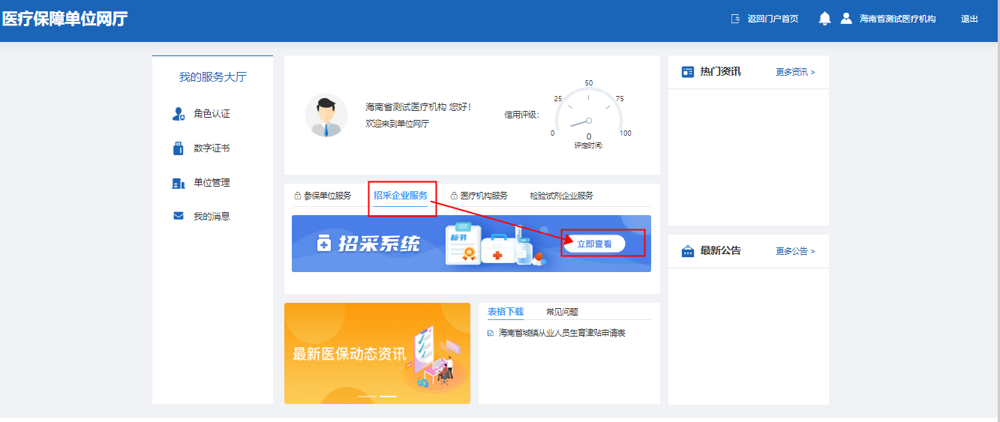 医疗保障单位网厅
返回门户首页
海南省测试医疗机构
退出
我的服务大厅
角色认证
数字证书
单位管理
我的消息
海南省测试医疗机构 您好!
欢迎来到单位网厅
信用评级:
0
25
50
75
100
0
评定时间:
参保单位服务
招采企业服务
医疗机构服务
检验试剂企业服务
招采系统
标书
立即查看
最新医保动态资讯
表格下载
常见问题
海南省城镇从业人员生育津贴申请表
热门资讯
更多资讯 >
最新公告
更多公告 >